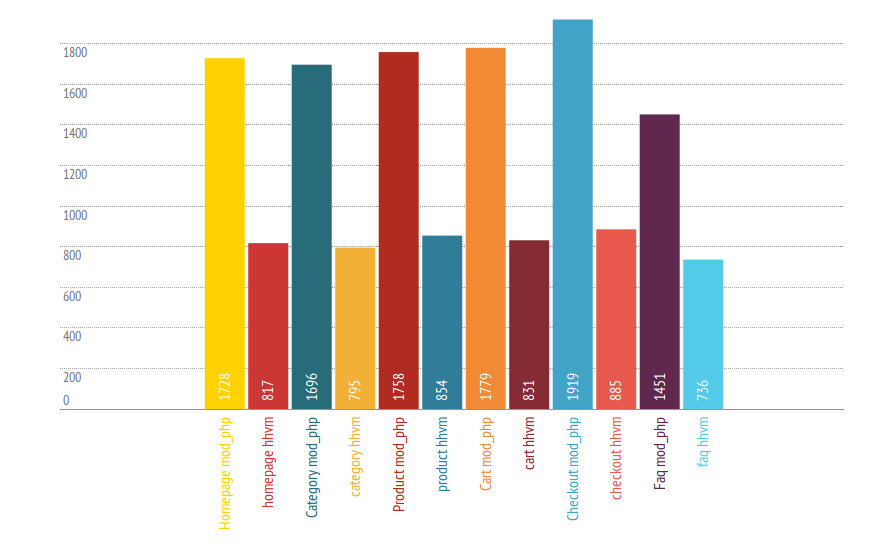 1800
1600
1400
1200
1000
800
600
400
200
0
1728
817
1696
795
1758
854
1779
831
1919
885
1451
736
Homepage mod_php
homepage hhvm
Category mod_php
category hhvm
Product mod_php
product hhvm
Cart mod_php
cart hhvm
Checkout mod_php
checkout hhvm
Faq mod_php
faq hhvm